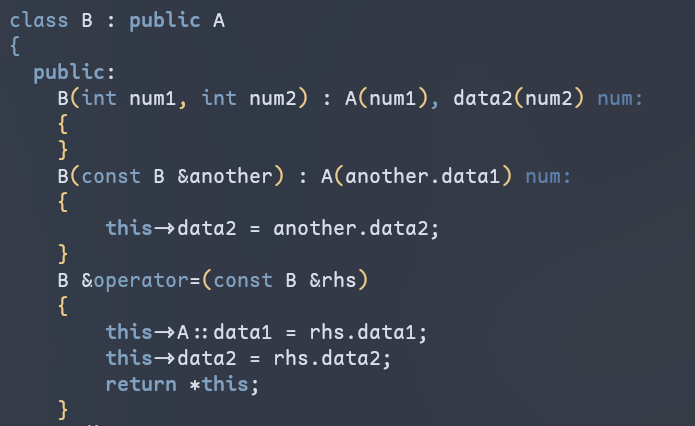 class B : public A
{
public:
B(int num1, int num2) : A(num1), data2(num2) num:
{
}
B(const B &another) : A(another.data1) num:
{
this->data2 = another.data2;
}
B &operator=(const B &rhs)
{
this->A::data1 = rhs.data1;
this->data2 = rhs.data2;
return *this;
}